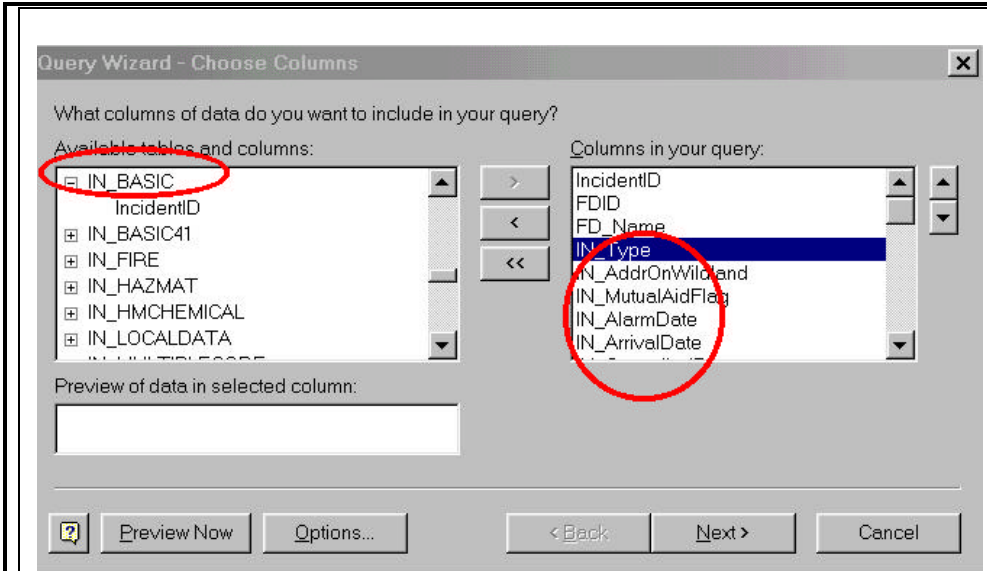 Query Wizard - Choose Columns
What columns of data do you want to include in your query?
Available tables and columns:
IN_BASIC
IncidentID
IN_BASIC41
IN_FIRE
IN_HAZMAT
IN_HMCHEMICAL
IN_LOCALDATA
>
<
<<
Columns in your query:
IncidentID
FDID
FD_Name
IN_Type
IN_AddrOnWildland
IN_MutualAidFlag
IN_AlarmDate
IN_ArrivalDate
Preview of data in selected column:
Preview Now
Options...
< Back
Next >
Cancel